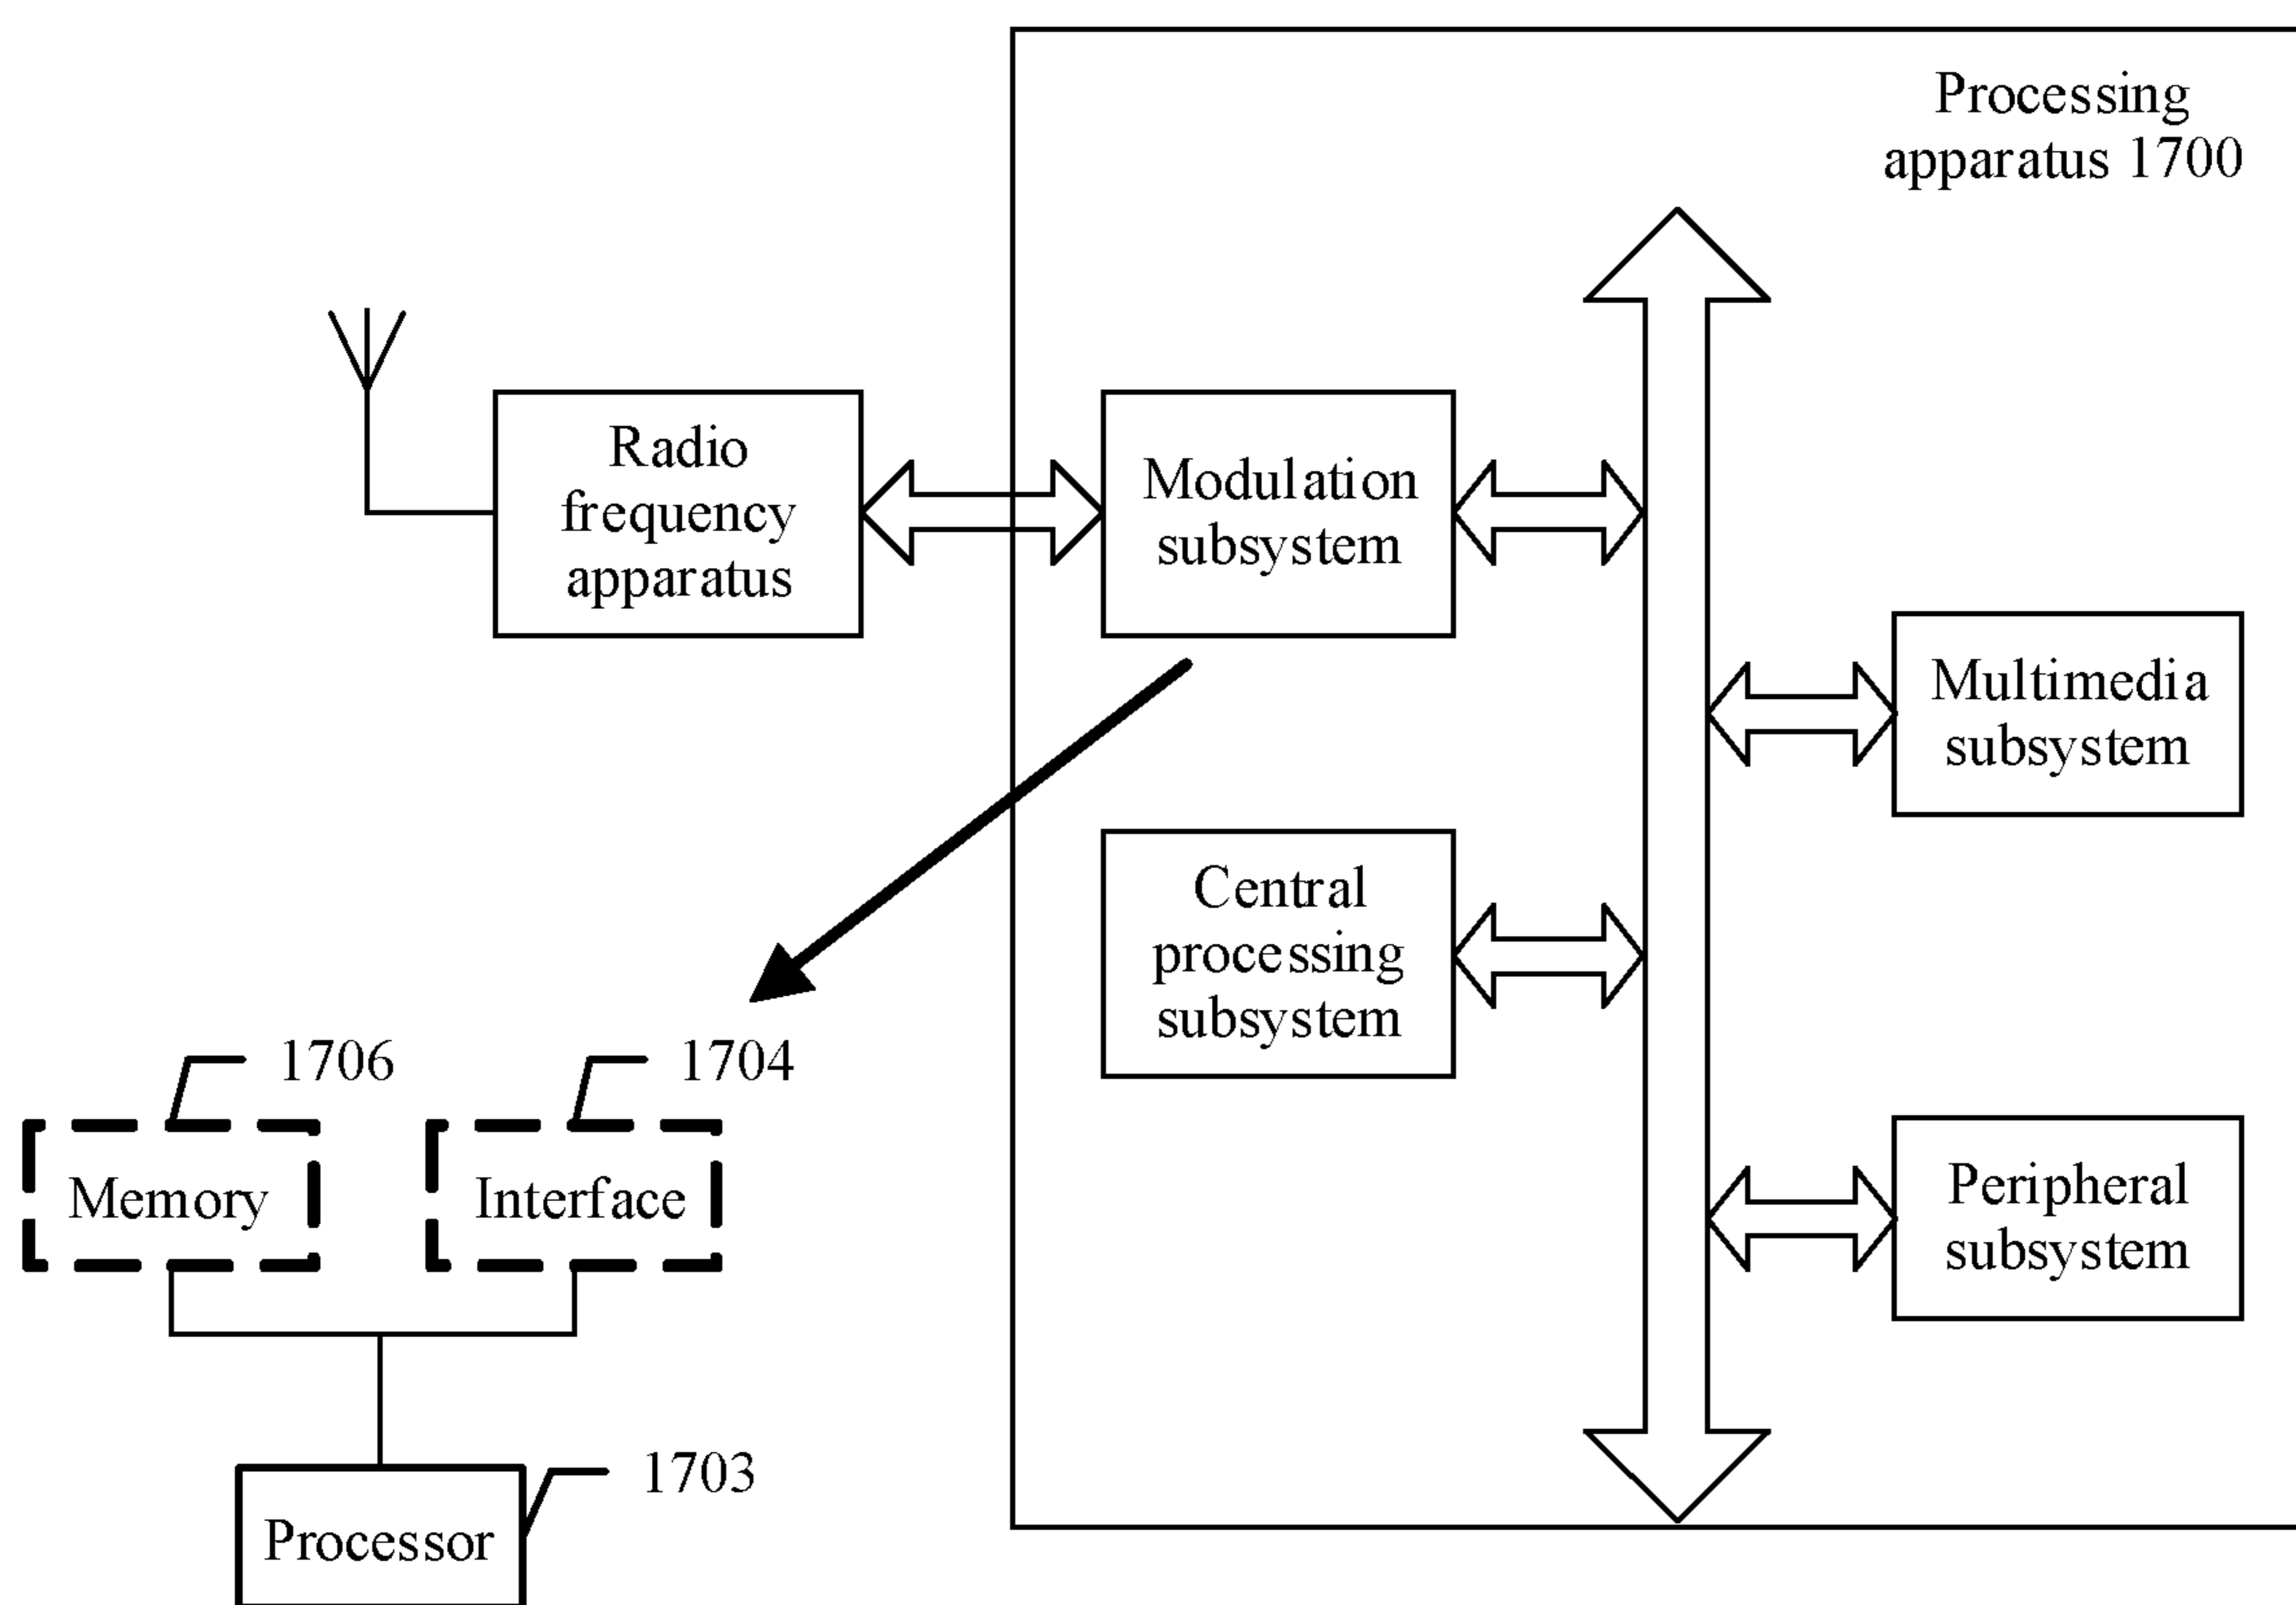 Processing
apparatus 1700
Radio
frequency
apparatus
Modulation
subsystem
Multimedia
subsystem
Central
processing
subsystem
1706
1704
Memory
Interface
Peripheral
subsystem
1703
Processor